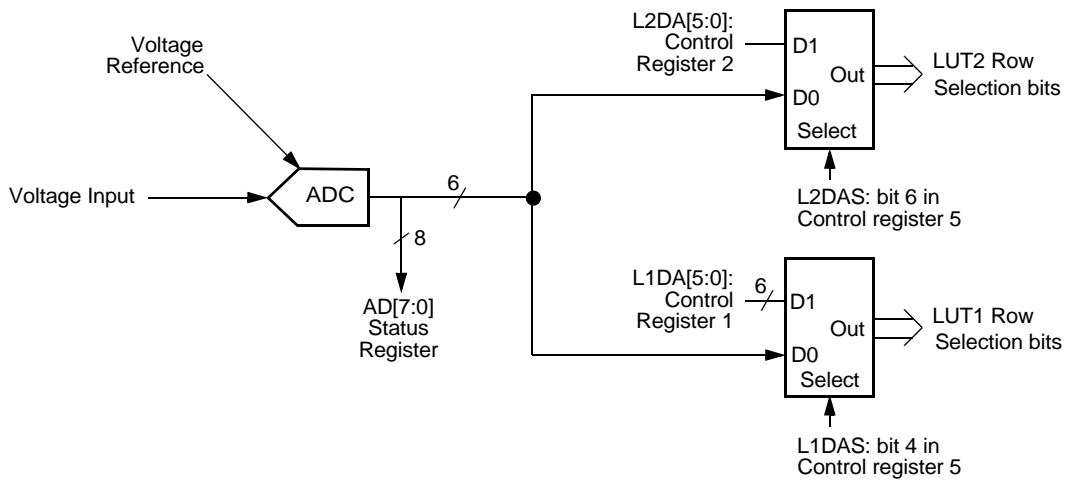 Voltage
Reference
Voltage Input
ADC
6
8
AD[7:0]
Status
Register
L2DA[5:0]:
Control
Register 2
D1
Out
D0
Select
LUT2 Row
Selection bits
L2DAS: bit 6 in
Control register 5
L1DA[5:0]:
Control
Register 1
6
D1
Out
D0
Select
LUT1 Row
Selection bits
L1DAS: bit 4 in
Control register 5